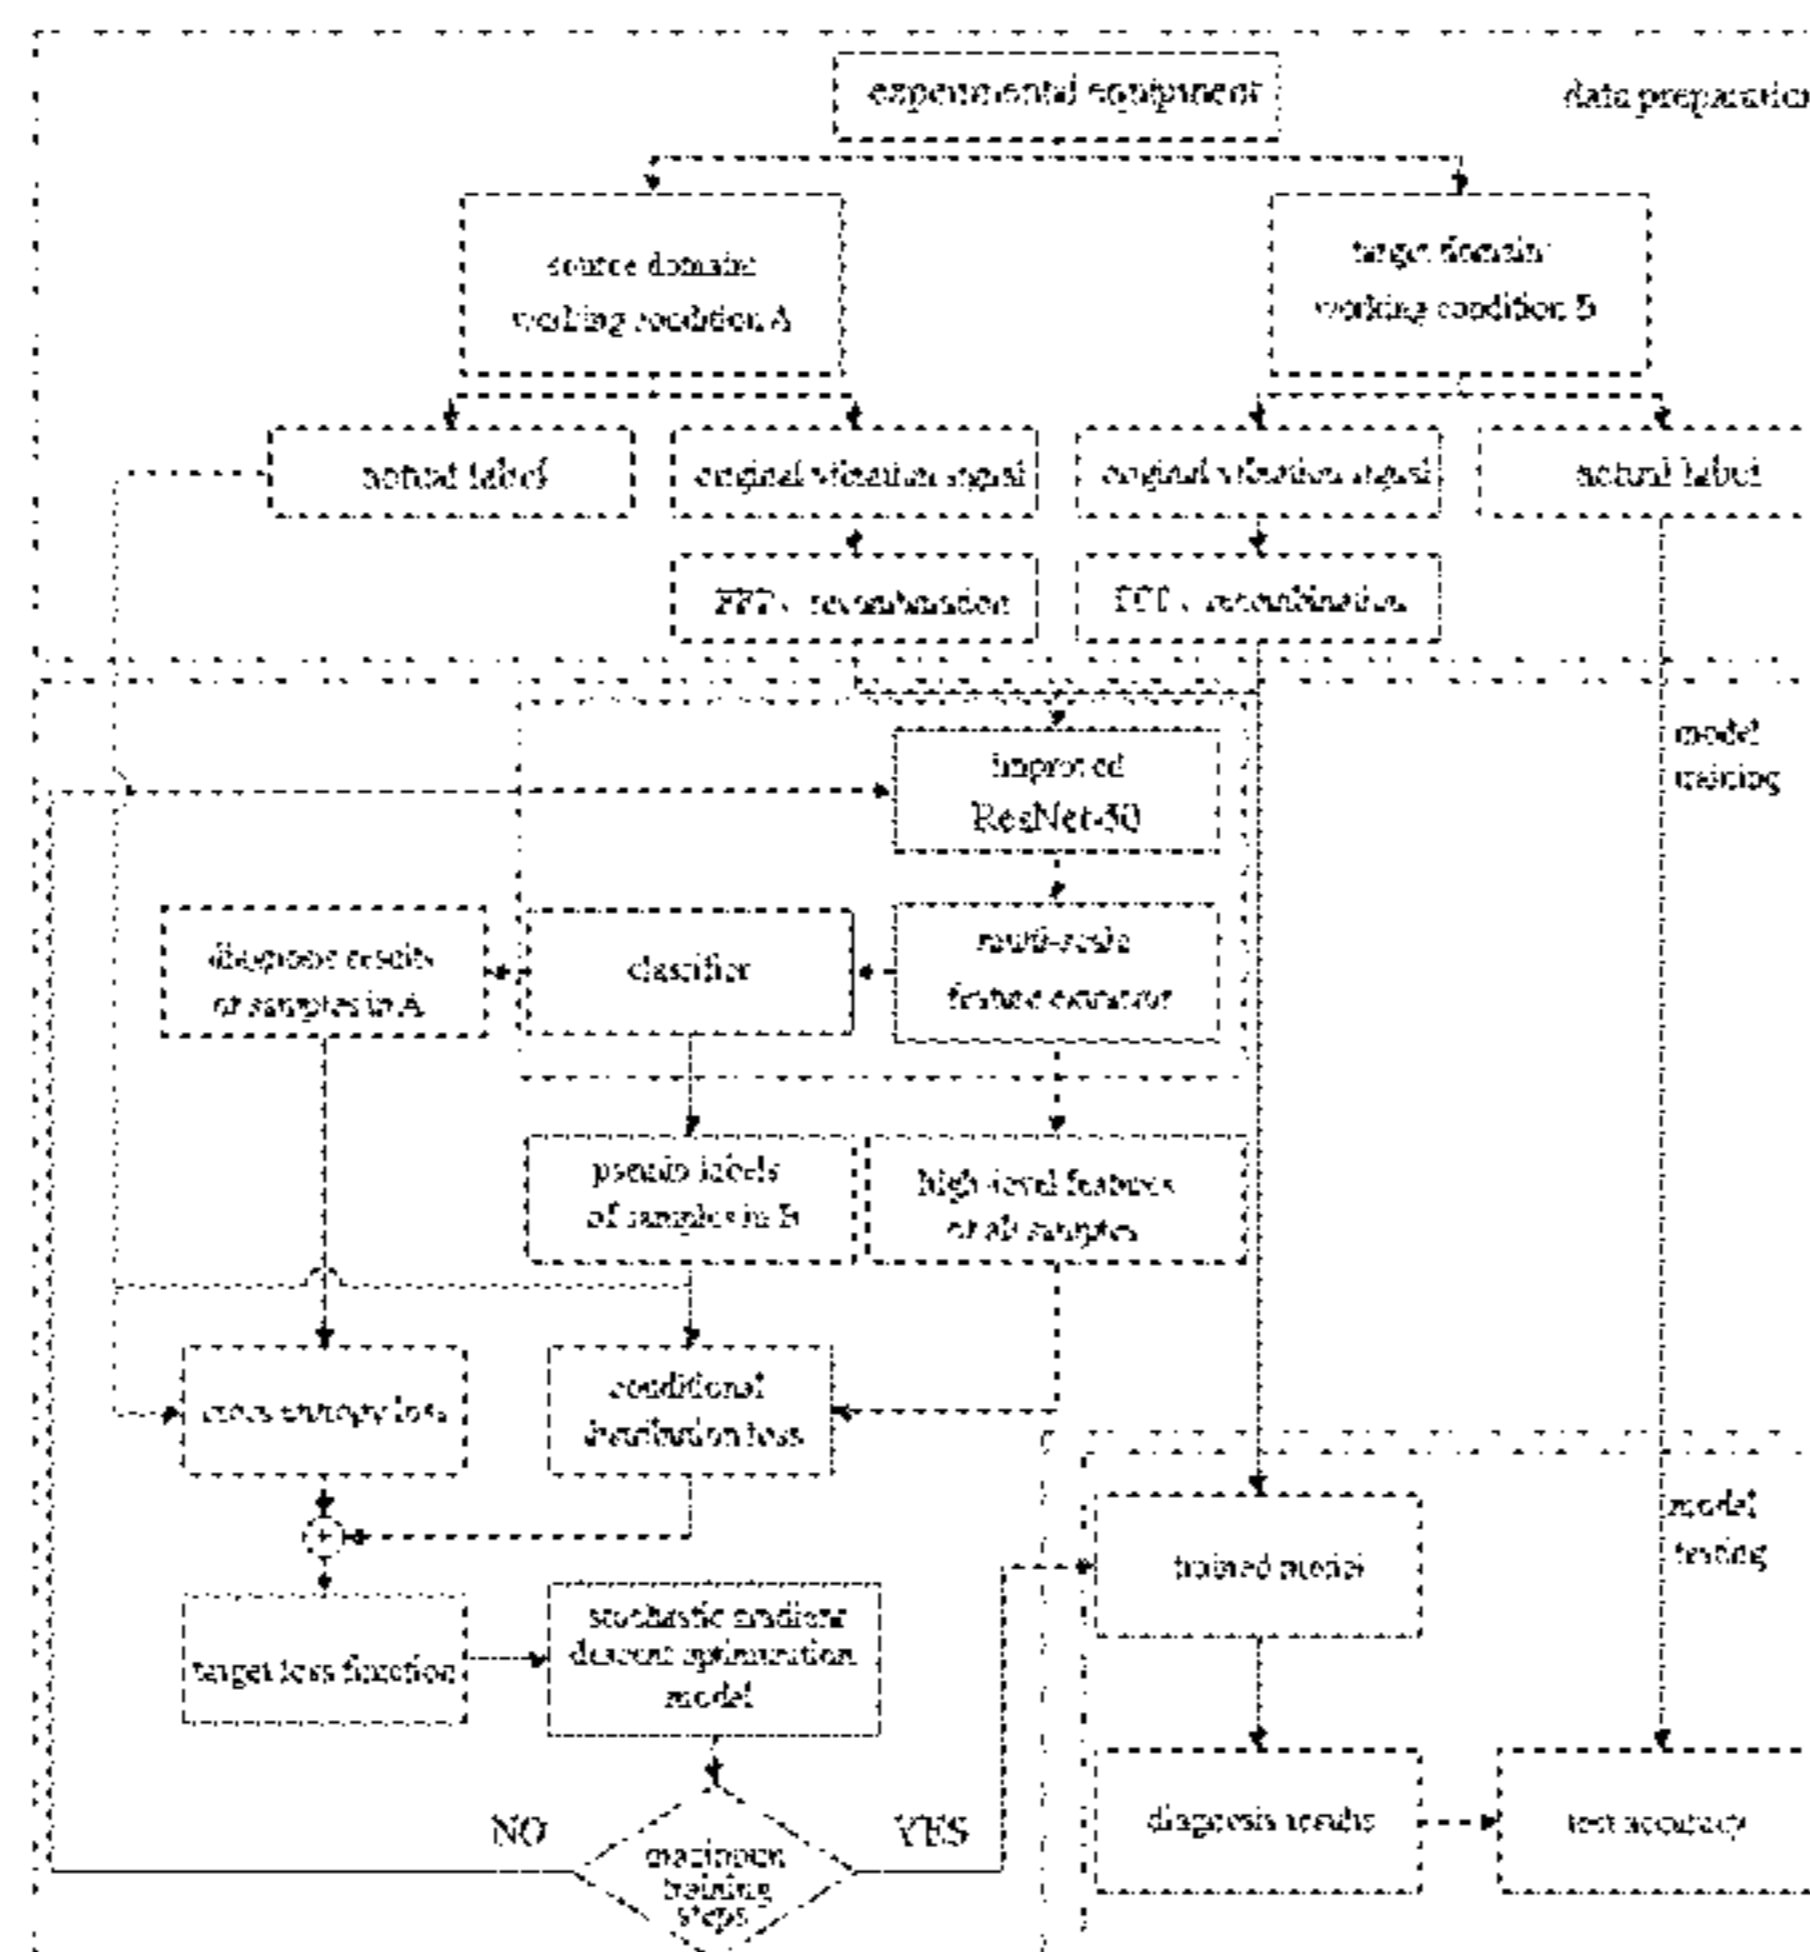 experimental equipment
data preparation
source domain:
working condition A
target domain:
working condition B
actual label
original vibration signal
original vibration signal
actual label
FFT、recombination
FFT、recombination
model
training
improved
ResNet-50
diagnosis results
of samples in A
classifier
multi-scale
feature extractor
pseudo labels
of samples in B
high-level features
of all samples
cross entropy loss
conditional
distribution loss
+
target loss function
stochastic gradient
descent optimization
model
model
testing
trained model
NO
YES
maximum
training
steps
diagnosis results
test accuracy